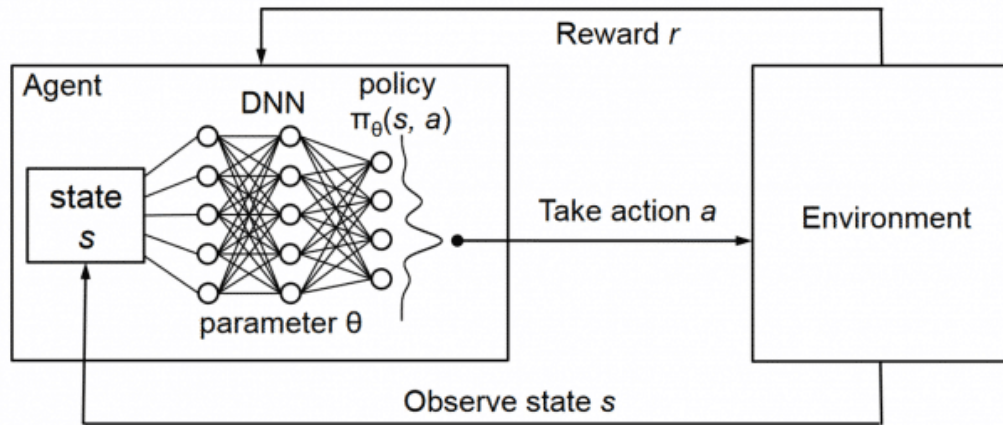 Reward r
Agent
DNN
policy
πθ(s, a)
state
s
parameter θ
Take action a
Environment
Observe state s